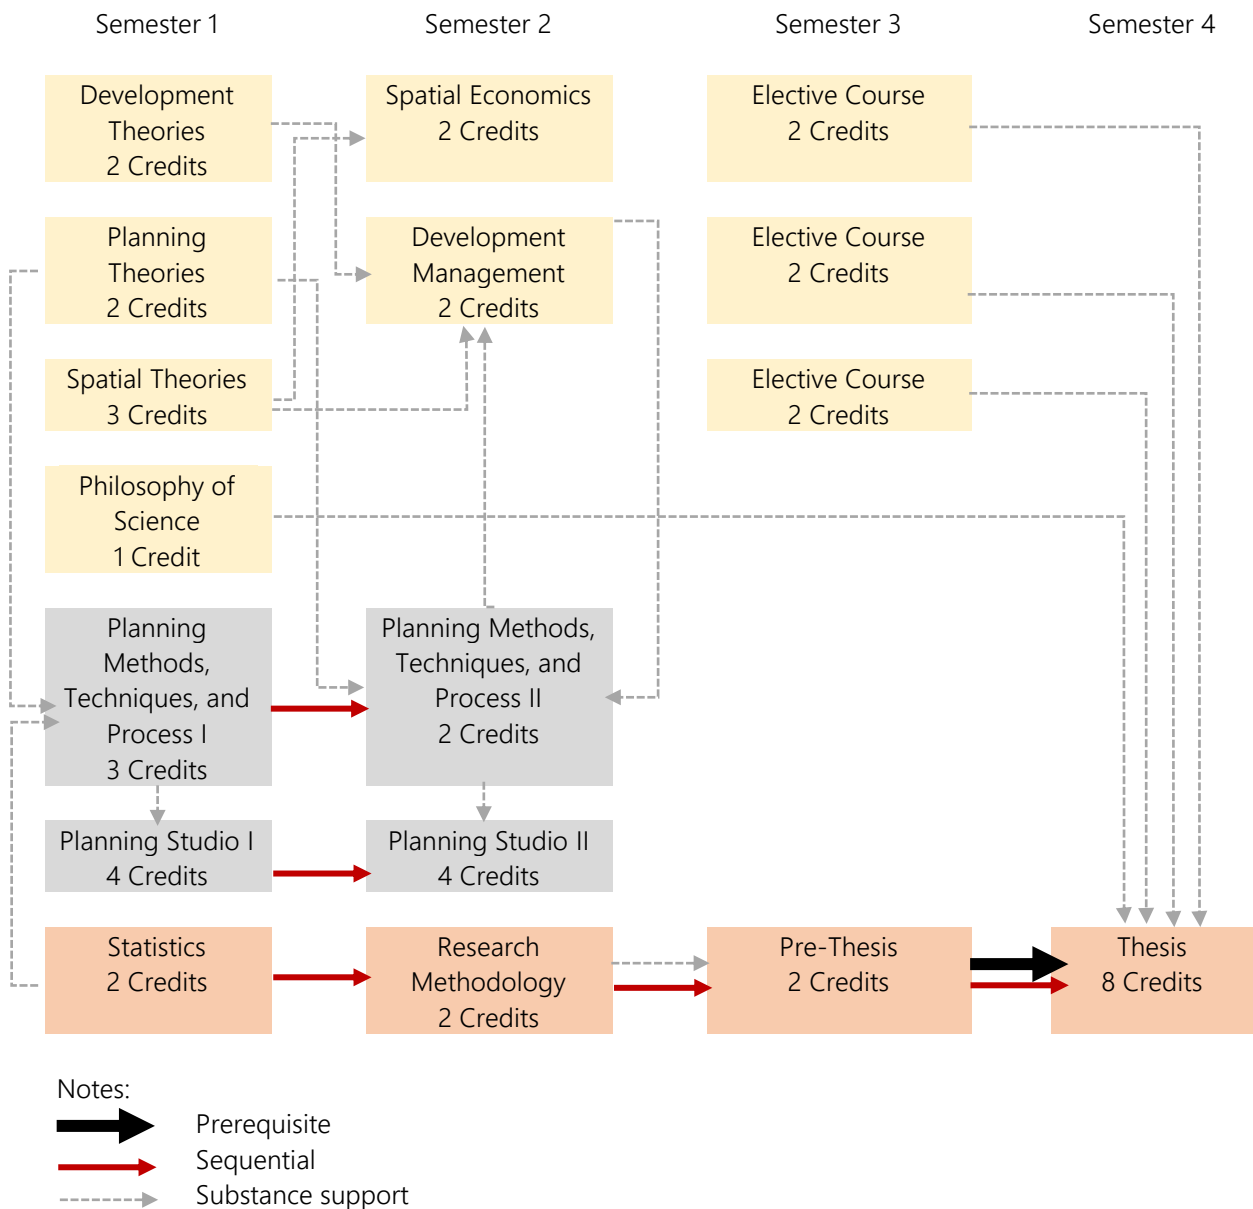 Semester 1
Semester 2
Semester 3
Semester 4
Development
Theories
2 Credits
Spatial Economics
2 Credits
Elective Course
2 Credits
Planning
Theories
2 Credits
Development
Management
2 Credits
Elective Course
2 Credits
Spatial Theories
3 Credits
Elective Course
2 Credits
Philosophy of
Science
1 Credit
Planning
Methods,
Techniques, and
Process I
3 Credits
Planning Methods,
Techniques, and
Process II
2 Credits
Planning Studio I
4 Credits
Planning Studio II
4 Credits
Statistics
2 Credits
Research
Methodology
2 Credits
Pre-Thesis
2 Credits
Thesis
8 Credits
Notes:
Prerequisite
Sequential
Substance support